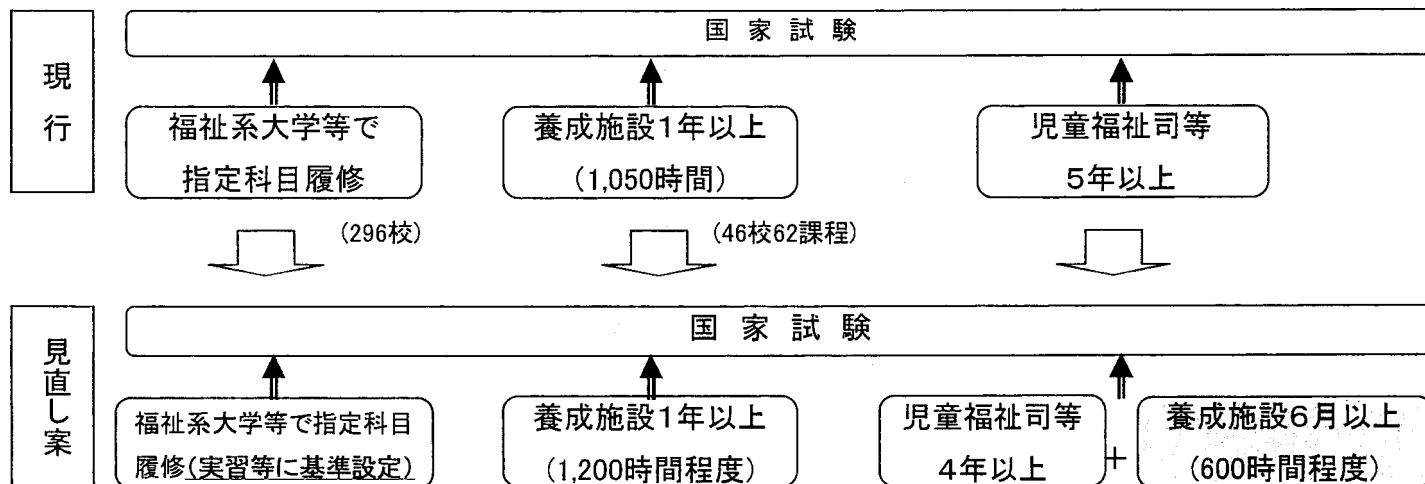 国家試験
現
行
福祉系大学等で
指定科目履修
養成施設1年以上
(1,050時間)
児童福祉司等
5年以上
(296校)
(46校62課程)
国家試験
見直し案
福祉系大学等で指定科目
履修(実習等に基準設定)
養成施設1年以上
(1,200時間程度)
児童福祉司等
4年以上
+
養成施設6月以上
(600時間程度)